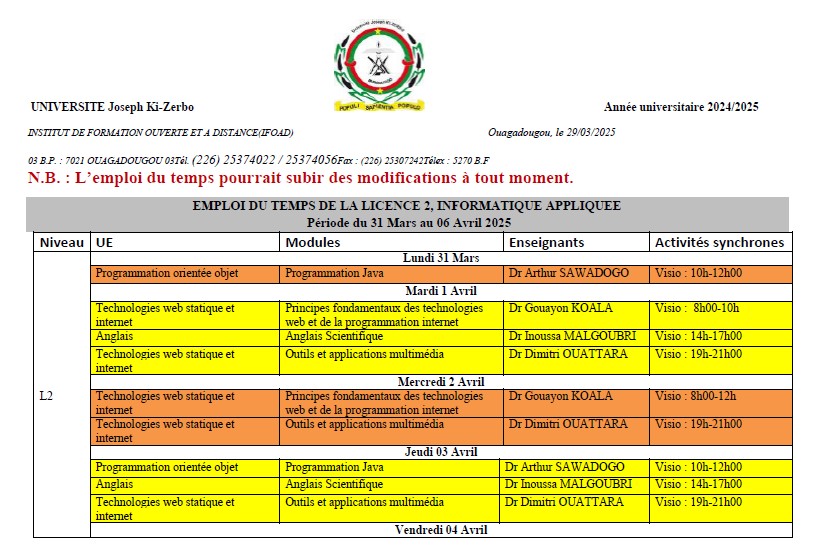 Université Joseph Ki-Zerbo
POPULI SAPIENTIA POPULO
UNIVERSITE Joseph Ki-Zerbo Année universitaire 2024/2025
INSTITUT DE FORMATION OUVERTE ET A DISTANCE(IFOAD) Ouagadougou, le 29/03/2025
03 B.P. : 7021 OUAGADOUGOU 03Tél. (226) 25374022 / 25374056Fax : (226) 25307242Télex : 5270 B.F
N.B. : L’emploi du temps pourrait subir des modifications à tout moment.
EMPLOI DU TEMPS DE LA LICENCE 2, INFORMATIQUE APPLIQUEE
Période du 31 Mars au 06 Avril 2025
Niveau UE Modules Enseignants Activités synchrones
Lundi 31 Mars
Programmation orientée objet Programmation Java Dr Arthur SAWADOGO Visio : 10h-12h00
Mardi 1 Avril
Technologies web statique et Principes fondamentaux des technologies Dr Gouayon KOALA Visio : 8h00-10h
internet web et de la programmation internet
Anglais Anglais Scientifique Dr Inoussa MALGOUBRI Visio : 14h-17h00
Technologies web statique et Outils et applications multimédia Dr Dimitri OUATTARA Visio : 19h-21h00
internet
Mercredi 2 Avril
L2 Technologies web statique et Principes fondamentaux des technologies Dr Gouayon KOALA Visio : 8h00-12h
internet web et de la programmation internet
Technologies web statique et Outils et applications multimédia Dr Dimitri OUATTARA Visio : 19h-21h00
internet
Jeudi 03 Avril
Programmation orientée objet Programmation Java Dr Arthur SAWADOGO Visio : 10h-12h00
Anglais Anglais Scientifique Dr Inoussa MALGOUBRI Visio : 14h-17h00
Technologies web statique et Outils et applications multimédia Dr Dimitri OUATTARA Visio : 19h-21h00
internet
Vendredi 04 Avril